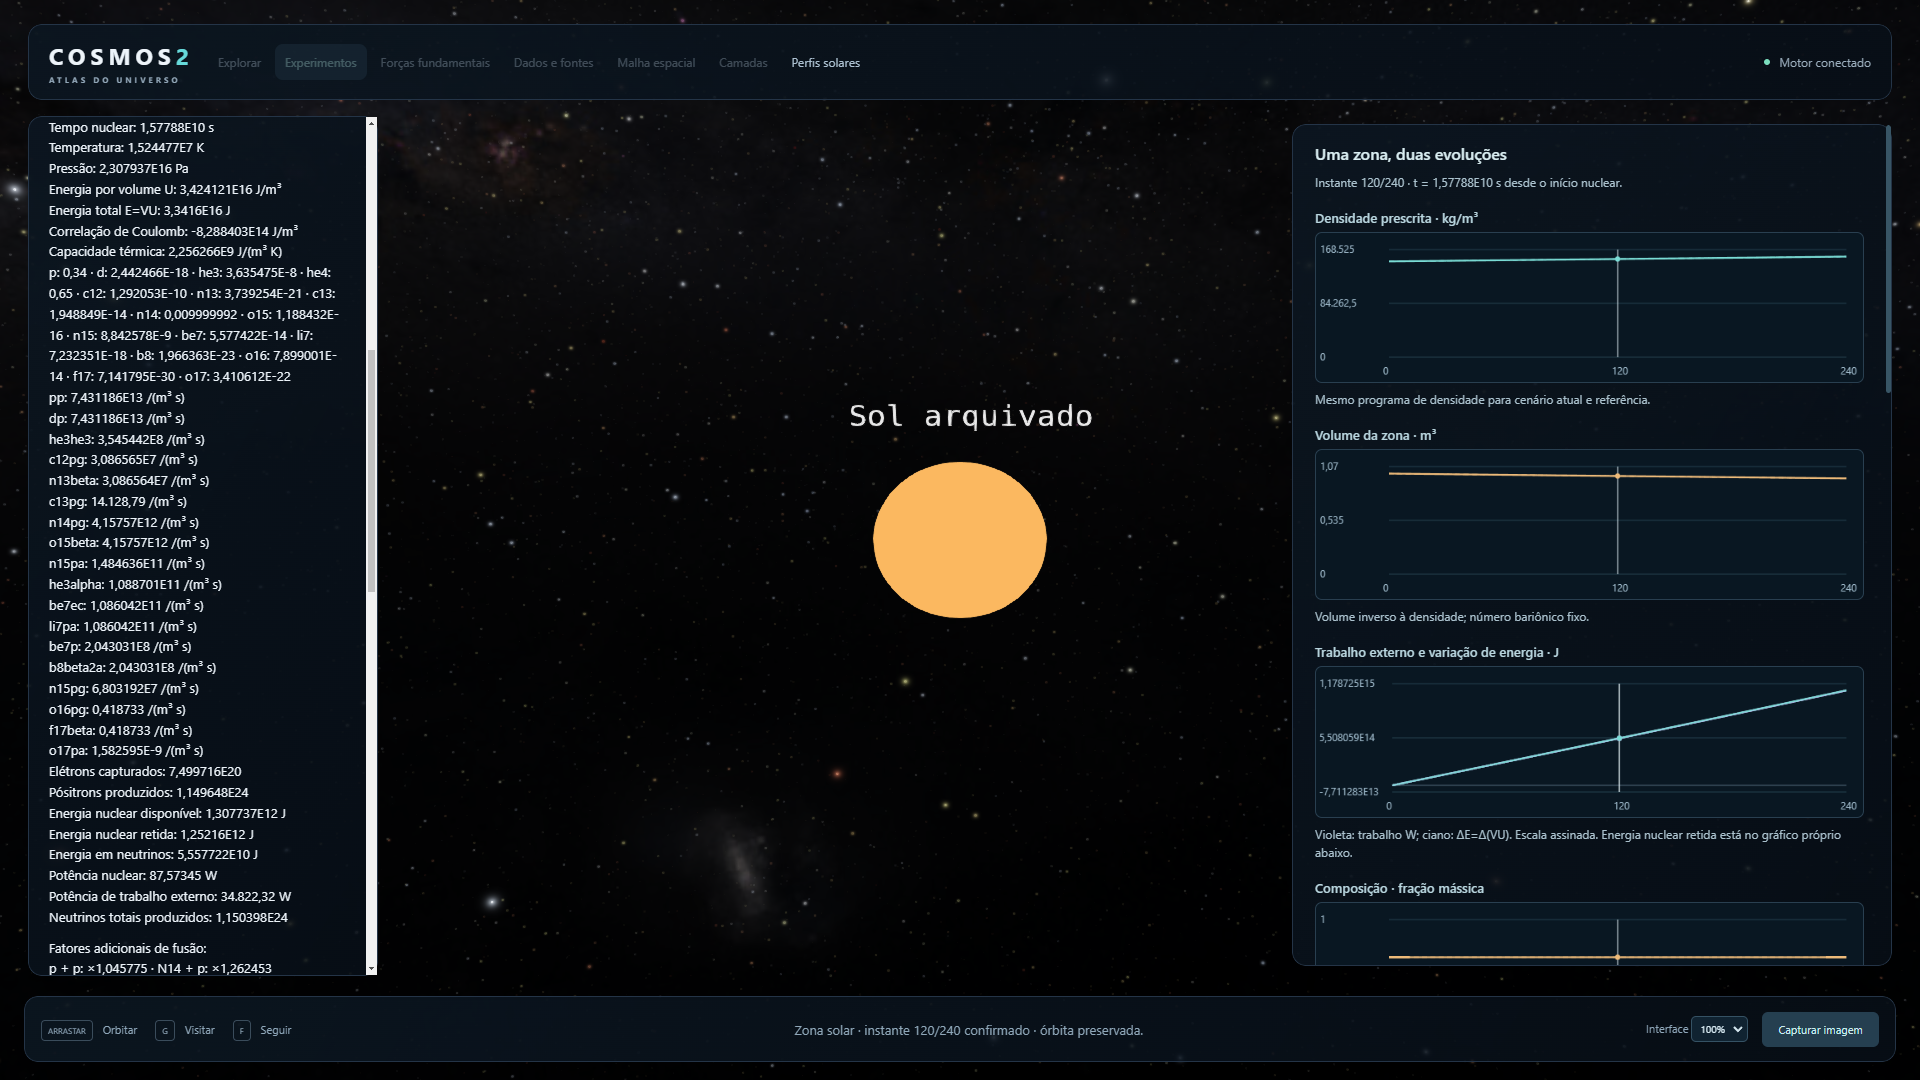 COSMOS2
ATLAS DO UNIVERSO
Explorar
Experimentos
Forças fundamentais
Dados e fontes
Malha espacial
Camadas
Perfis solares
Motor conectado
Tempo nuclear: 1,57788E10 s
Temperatura: 1,524477E7 K
Pressão: 2,307937E16 Pa
Energia por volume U: 3,424121E16 J/m³
Energia total E=VU: 3,3416E16 J
Correlação de Coulomb: -8,288403E14 J/m³
Capacidade térmica: 2,256266E9 J/(m³ K)
p: 0,34 · d: 2,442466E-18 · he3: 3,635475E-8 · he4:
0,65 · c12: 1,292053E-10 · n13: 3,739254E-21 · c13:
1,948849E-14 · n14: 0,009999992 · o15: 1,188432E-
16 · n15: 8,842578E-9 · be7: 5,577422E-14 · li7:
7,232351E-18 · b8: 1,966363E-23 · o16: 7,899001E-
14 · f17: 7,141795E-30 · o17: 3,410612E-22
pp: 7,431186E13 /(m³ s)
dp: 7,431186E13 /(m³ s)
he3he3: 3,545442E8 /(m³ s)
c12pg: 3,086565E7 /(m³ s)
n13beta: 3,086564E7 /(m³ s)
c13pg: 14.128,79 /(m³ s)
n14pg: 4,15757E12 /(m³ s)
o15beta: 4,15757E12 /(m³ s)
n15pa: 1,484636E11 /(m³ s)
he3alpha: 1,088701E11 /(m³ s)
be7ec: 1,086042E11 /(m³ s)
li7pa: 1,086042E11 /(m³ s)
be7p: 2,043031E8 /(m³ s)
b8beta2a: 2,043031E8 /(m³ s)
n15pg: 6,803192E7 /(m³ s)
o16pg: 0,418733 /(m³ s)
f17beta: 0,418733 /(m³ s)
o17pa: 1,582595E-9 /(m³ s)
Elétrons capturados: 7,499716E20
Pósitrons produzidos: 1,149648E24
Energia nuclear disponível: 1,307737E12 J
Energia nuclear retida: 1,25216E12 J
Energia em neutrinos: 5,557722E10 J
Potência nuclear: 87,57345 W
Potência de trabalho externo: 34.822,32 W
Neutrinos totais produzidos: 1,150398E24
Fatores adicionais de fusão:
p + p: ×1,045775 · N14 + p: ×1,262453
Sol arquivado
Uma zona, duas evoluções
Instante 120/240 · t = 1,57788E10 s desde o início nuclear.
Densidade prescrita · kg/m³
168.525
84.262,5
0
0
120
240
Mesmo programa de densidade para cenário atual e referência.
Volume da zona · m³
1,07
0,535
0
0
120
240
Volume inverso à densidade; número bariônico fixo.
Trabalho externo e variação de energia · J
1,178725E15
5,508059E14
-7,711283E13
0
120
240
Violeta: trabalho W; ciano: ΔE=Δ(VU). Escala assinada. Energia nuclear retida está no gráfico próprio
abaixo.
Composição · fração mássica
1
ARRASTAR
Orbitar
G
Visitar
F
Seguir
Zona solar · instante 120/240 confirmado · órbita preservada.
Interface
100%
Capturar imagem